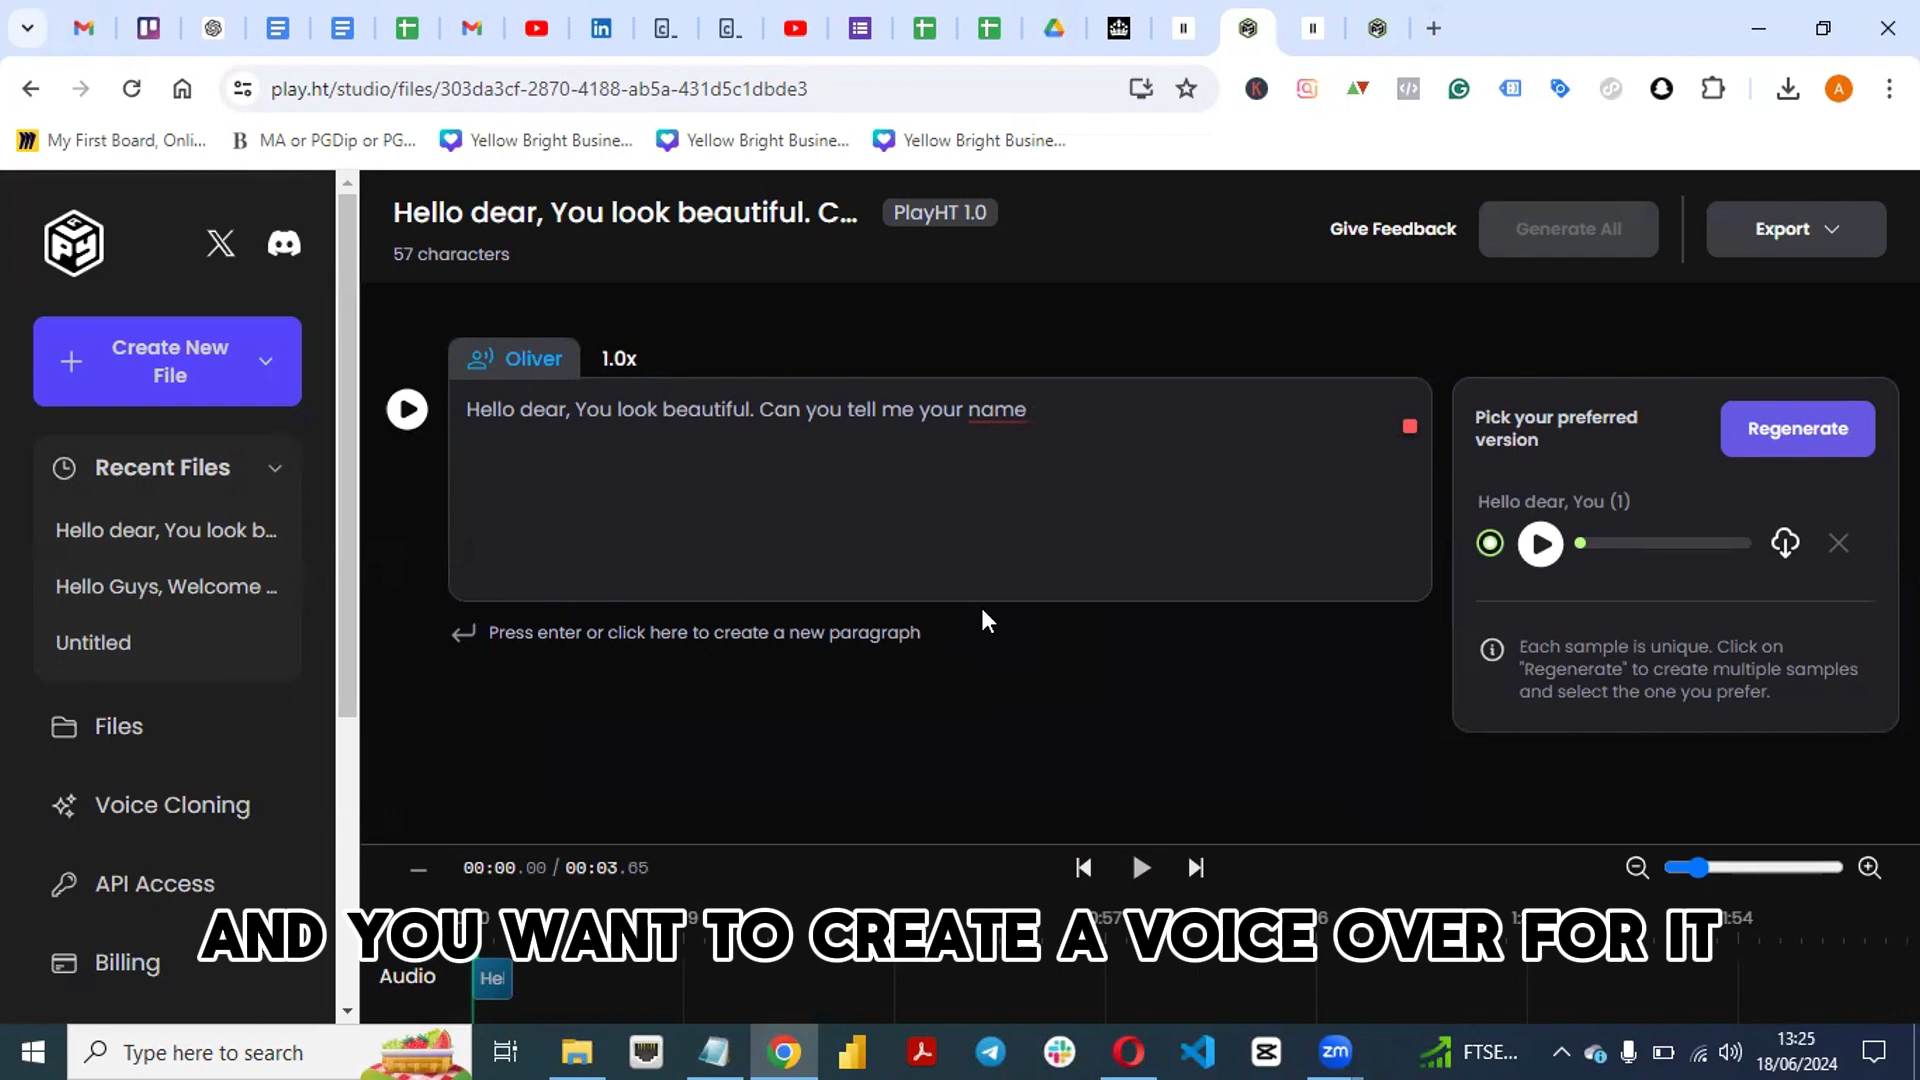 play.ht/studio/files/303da3cf-2870-4188-ab5a-431d5c1dbde3
My First Board, Onli...
MA or PGDip or PG...
Yellow Bright Busine...
Yellow Bright Busine...
Yellow Bright Busine...
Hello dear, You look beautiful. C...
PlayHT 1.0
57 characters
Give Feedback
Generate All
Export
Create New
File
Recent Files
Hello dear, You look b...
Hello Guys, Welcome ...
Untitled
Files
Voice Cloning
API Access
Billing
Oliver
1.0x
Hello dear, You look beautiful. Can you tell me your name
Press enter or click here to create a new paragraph
Pick your preferred
version
Regenerate
Hello dear, You (1)
Each sample is unique. Click on
"Regenerate" to create multiple samples
and select the one you prefer.
00:00.00 / 00:03.65
AND YOU WANT TO CREATE A VOICE OVER FOR IT
Audio
Hel
Type here to search
zm
FTSE...
13:25
18/06/2024